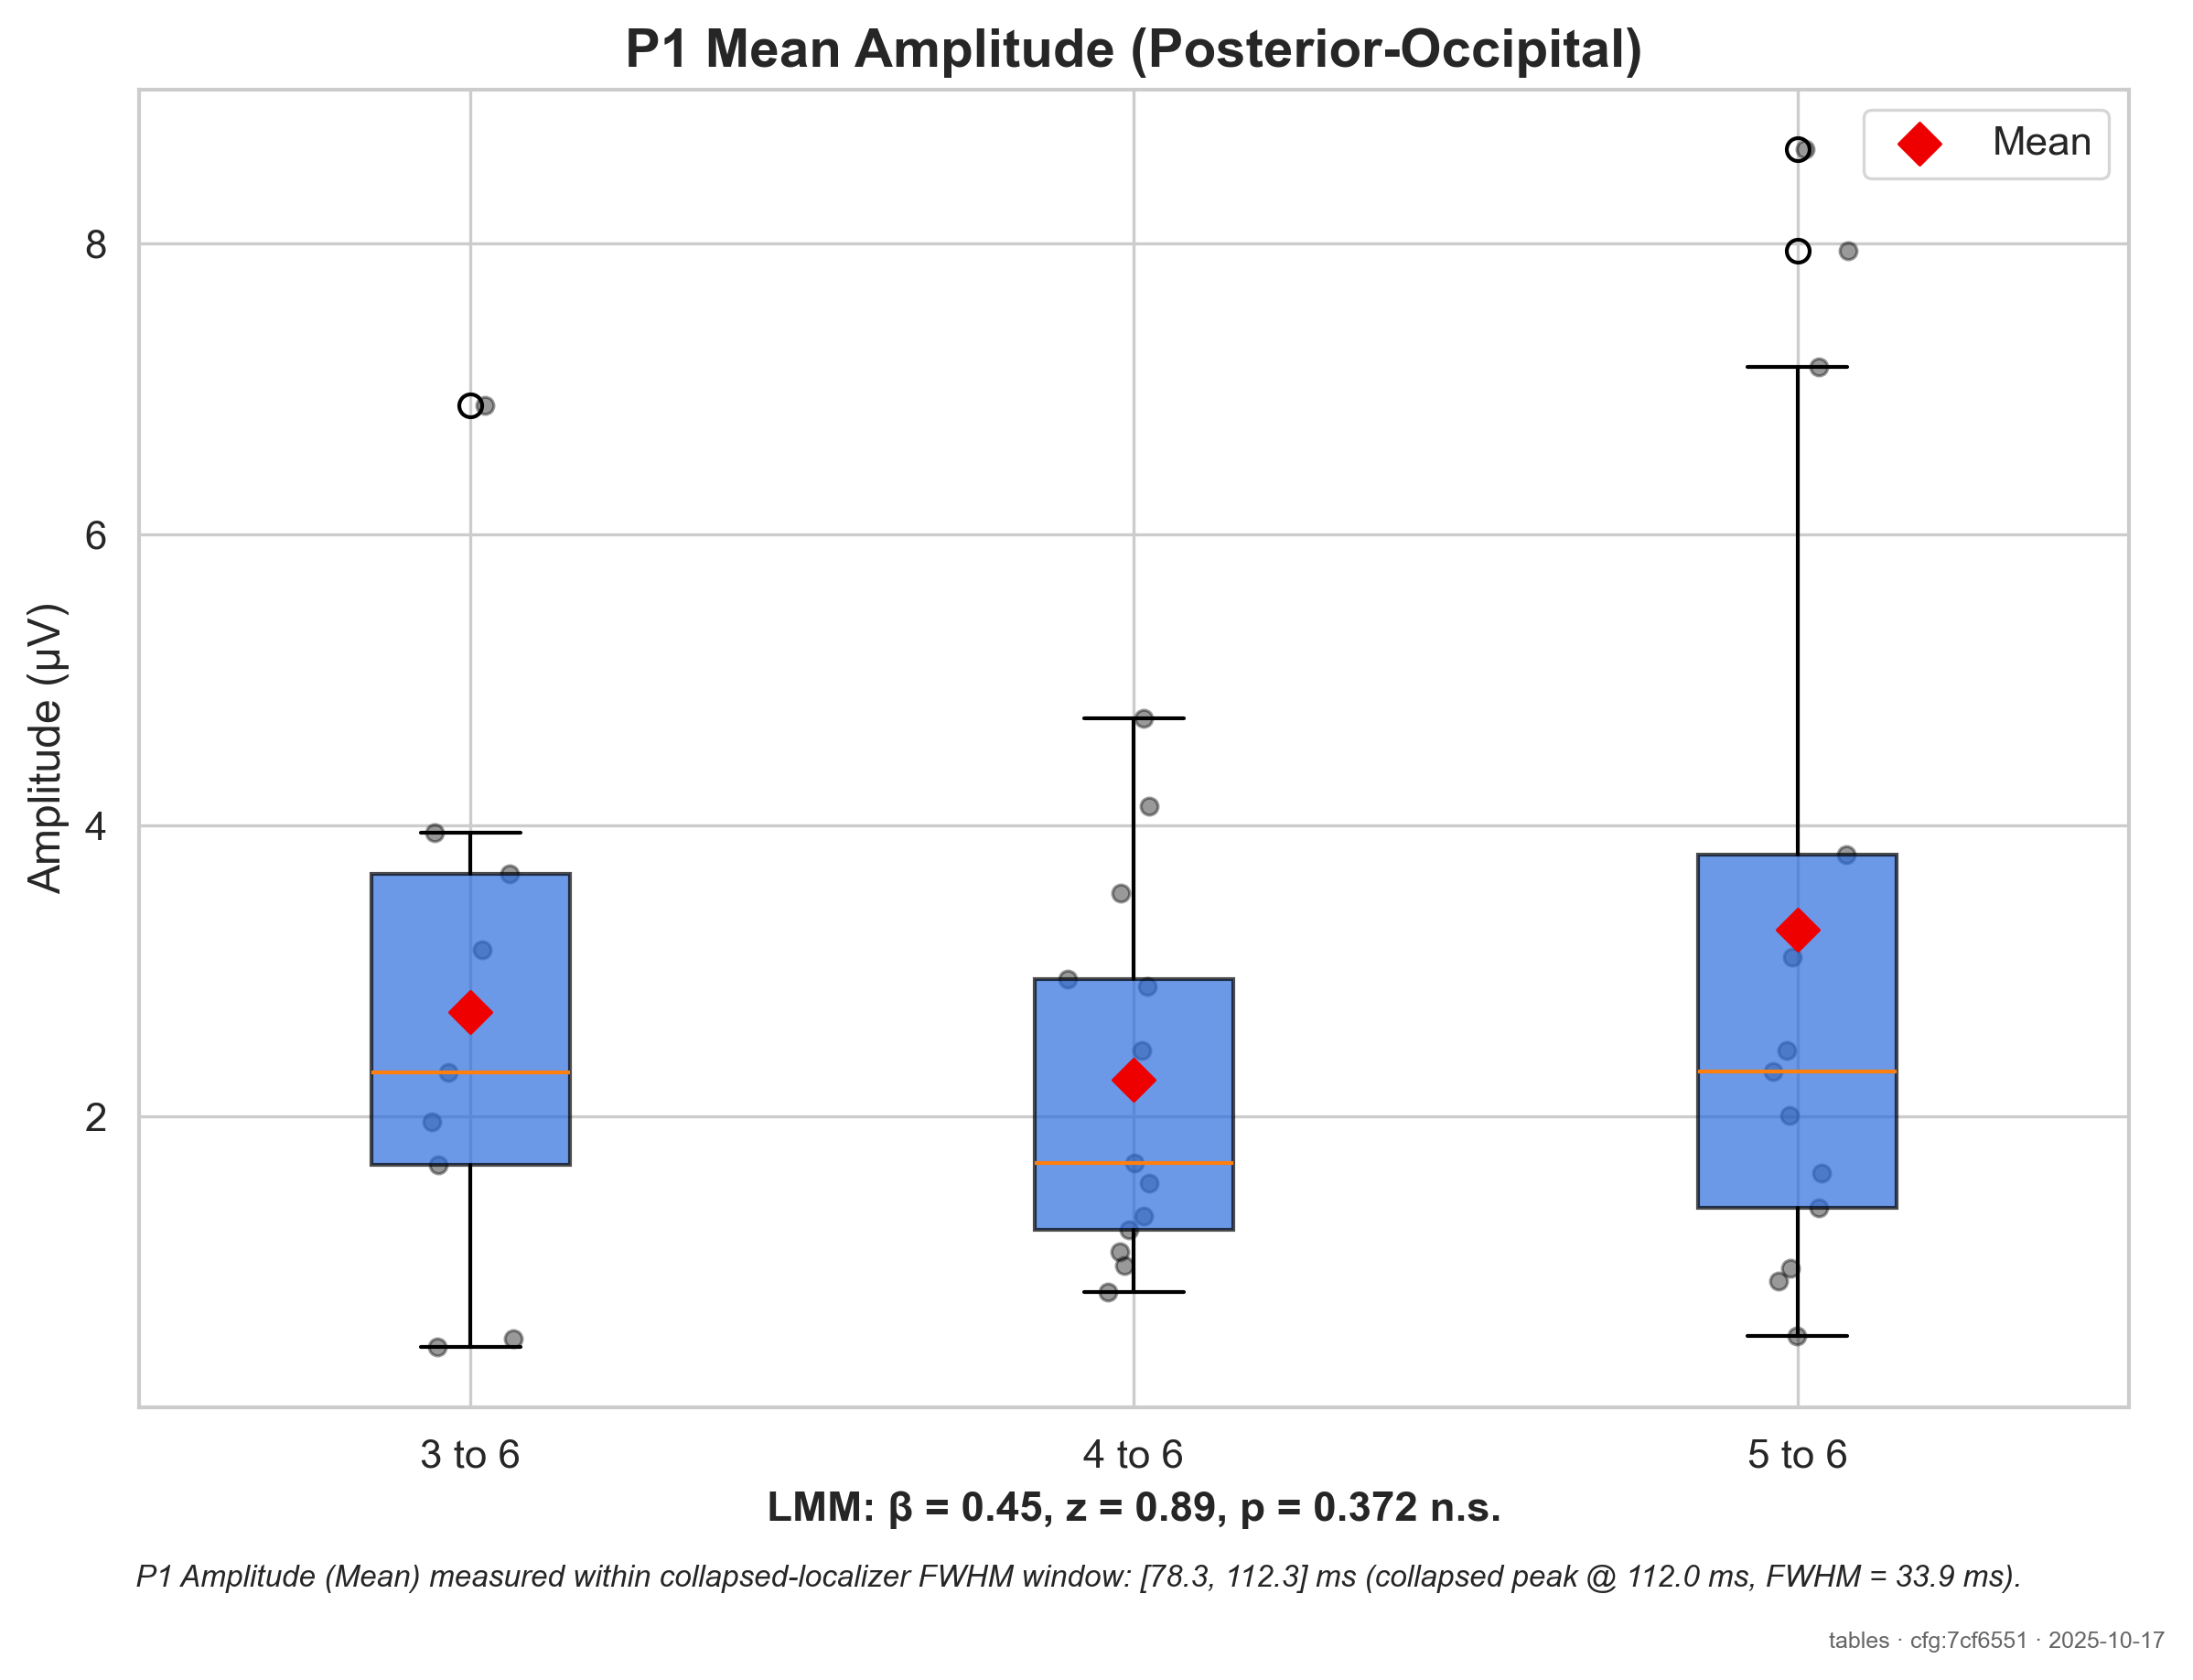 P1 Mean Amplitude (Posterior-Occipital)
Mean
Amplitude (µV)
8
6
4
2
3 to 6
4 to 6
5 to 6
LMM: β = 0.45, z = 0.89, p = 0.372 n.s.
P1 Amplitude (Mean) measured within collapsed-localizer FWHM window: [78.3, 112.3] ms (collapsed peak @ 112.0 ms, FWHM = 33.9 ms).
tables · cfg:7cf6551 · 2025-10-17